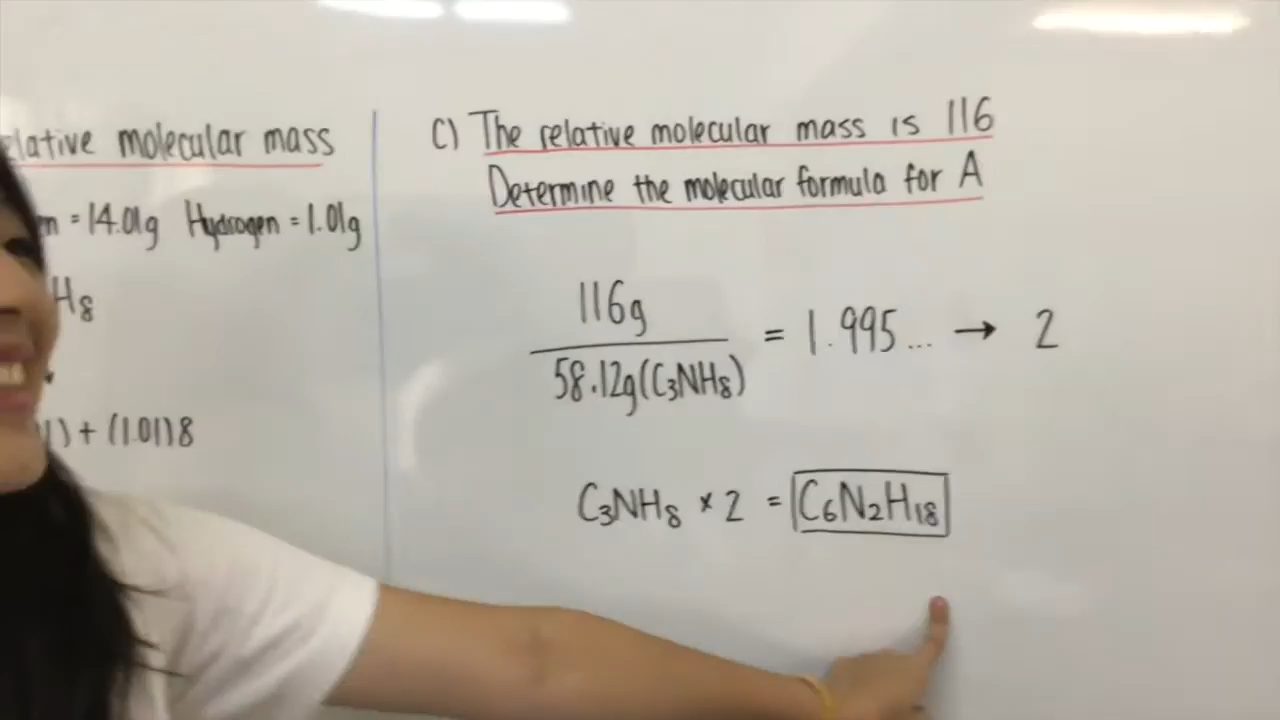 molecular mass
= 14.01g Hydrogen = 1.01g
H₈
) + (1.01)8
C) The relative molecular mass is 116
Determine the molecular formula for A
116g
58.12g(C₃NH₈)
= 1.995... → 2
C₃NH₈ × 2 = C₆N₂H₁₈